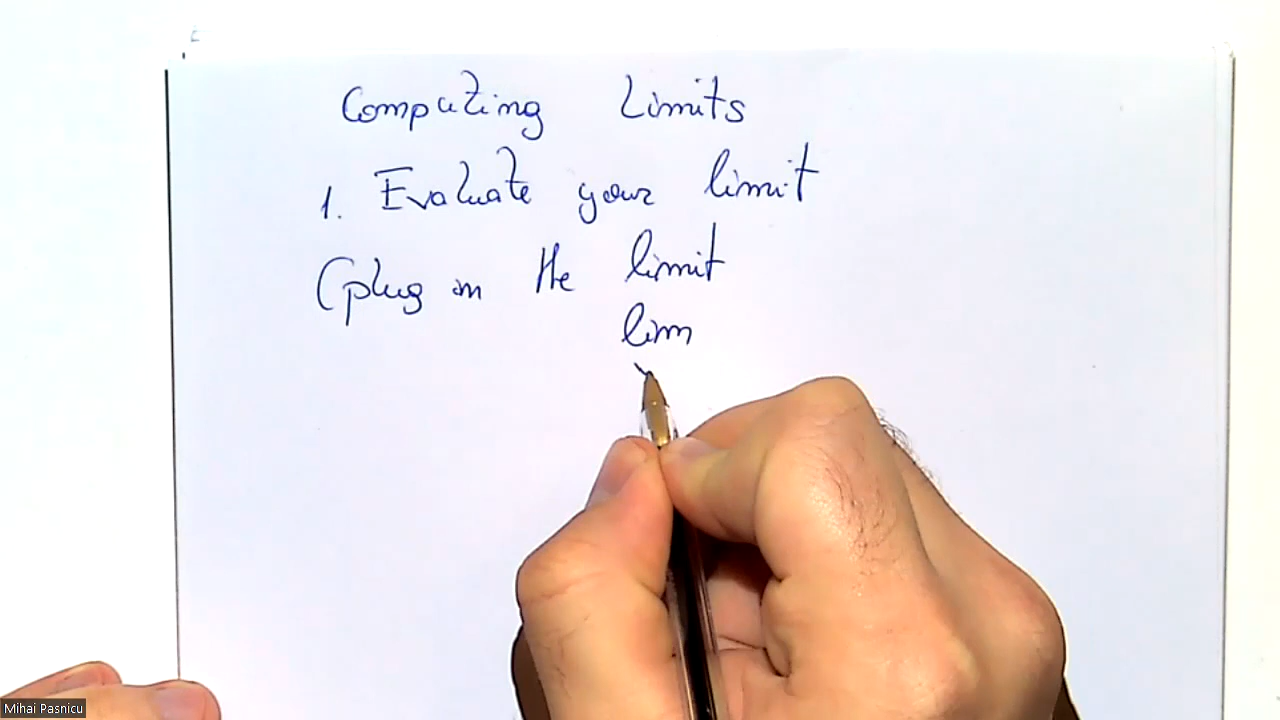 Computing Limits
1. Evaluate your limit
(plug in the limit
lim
Mihai Pasnicu